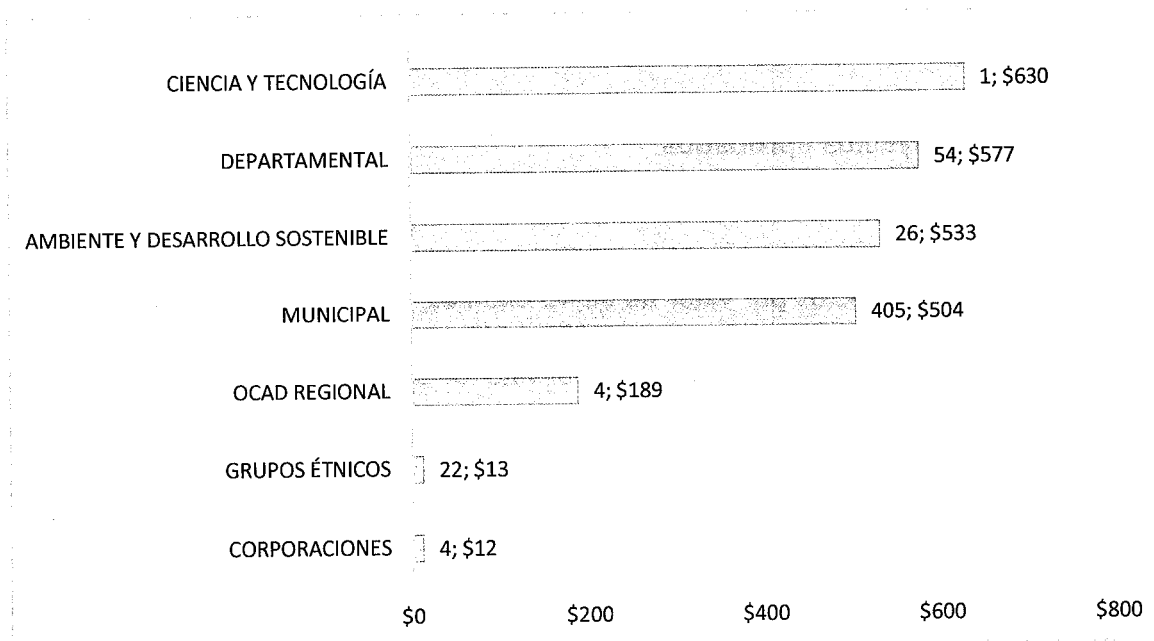 CIENCIA Y TECNOLOGÍA 1; $630
DEPARTAMENTAL 54; $577
AMBIENTE Y DESARROLLO SOSTENIBLE 26; $533
MUNICIPAL 405; $504
OCAD REGIONAL 4; $189
GRUPOS ÉTNICOS 22; $13
CORPORACIONES 4; $12
$0 $200 $400 $600 $800